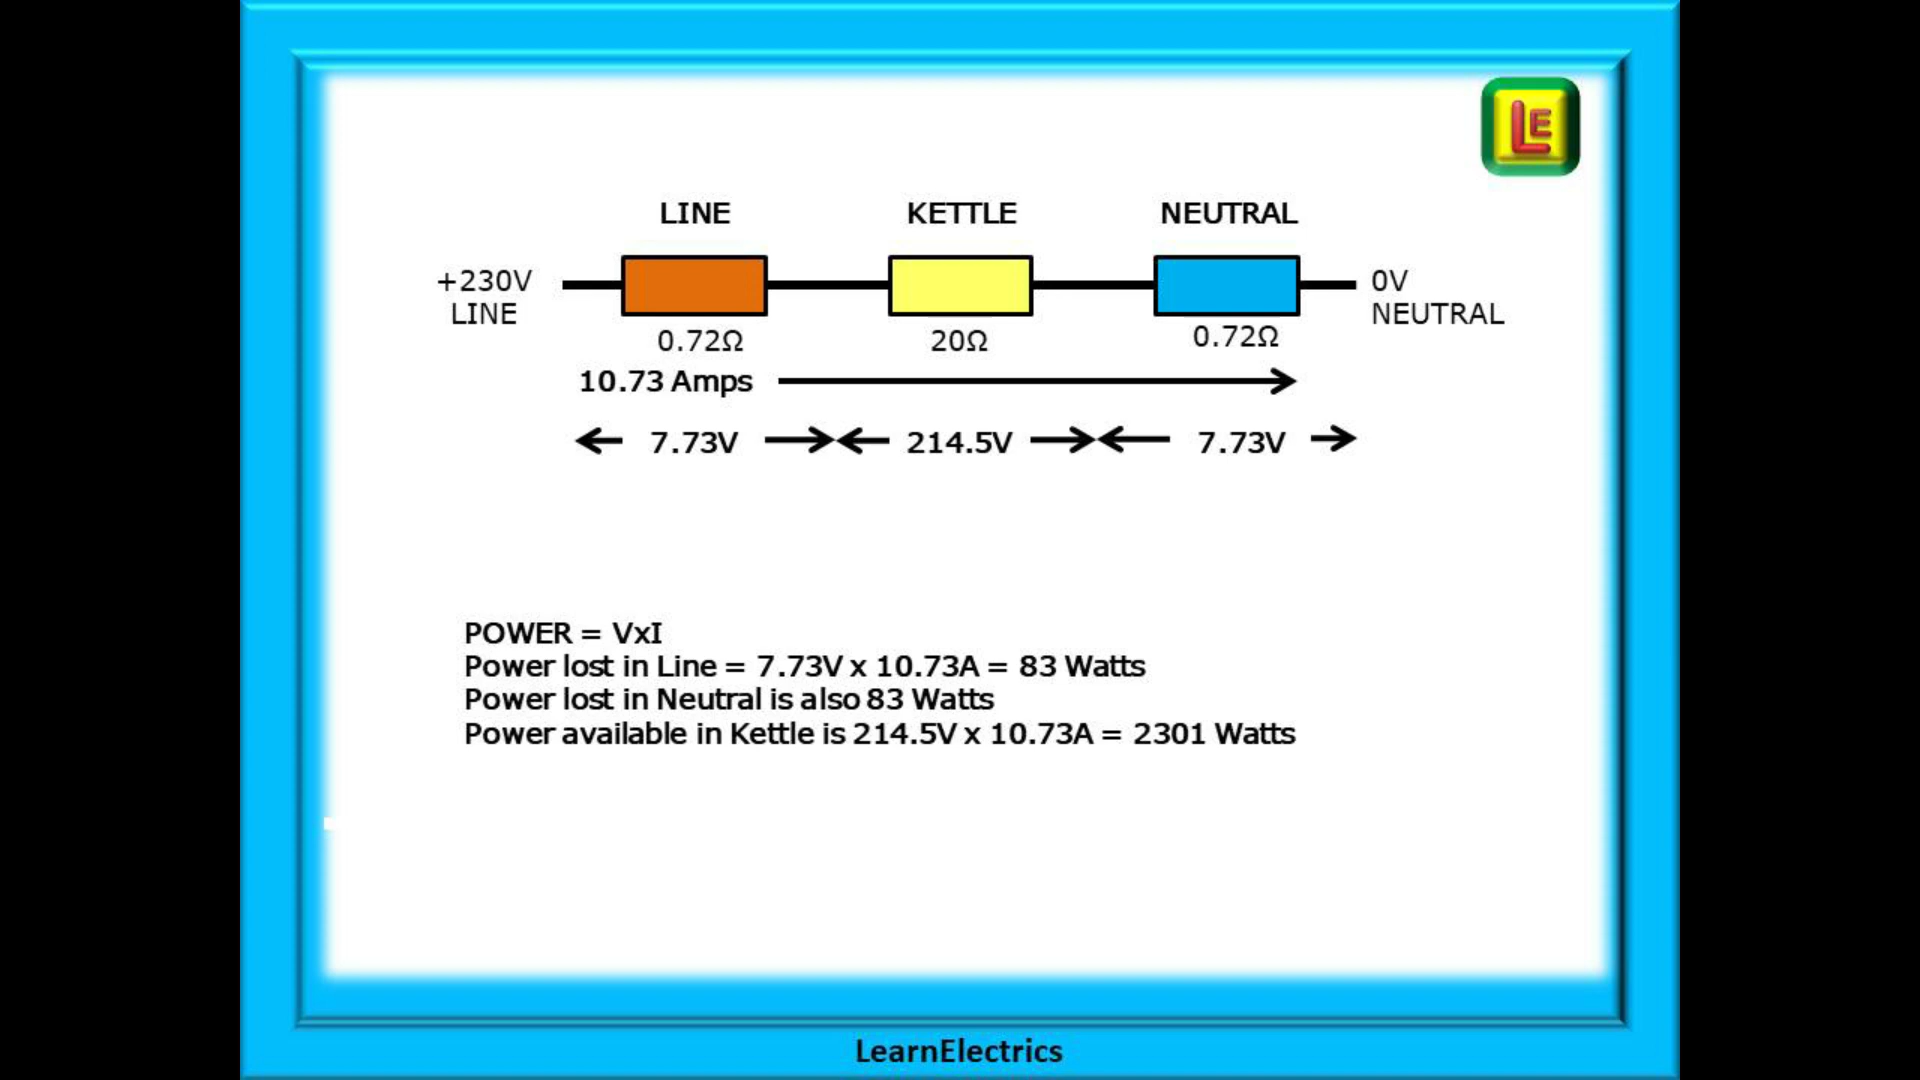 LE
LINE KETTLE NEUTRAL
+230V
LINE
0V
NEUTRAL
0.72Ω 20Ω 0.72Ω
10.73 Amps
7.73V 214.5V 7.73V
POWER = VxI
Power lost in Line = 7.73V x 10.73A = 83 Watts
Power lost in Neutral is also 83 Watts
Power available in Kettle is 214.5V x 10.73A = 2301 Watts
LearnElectrics